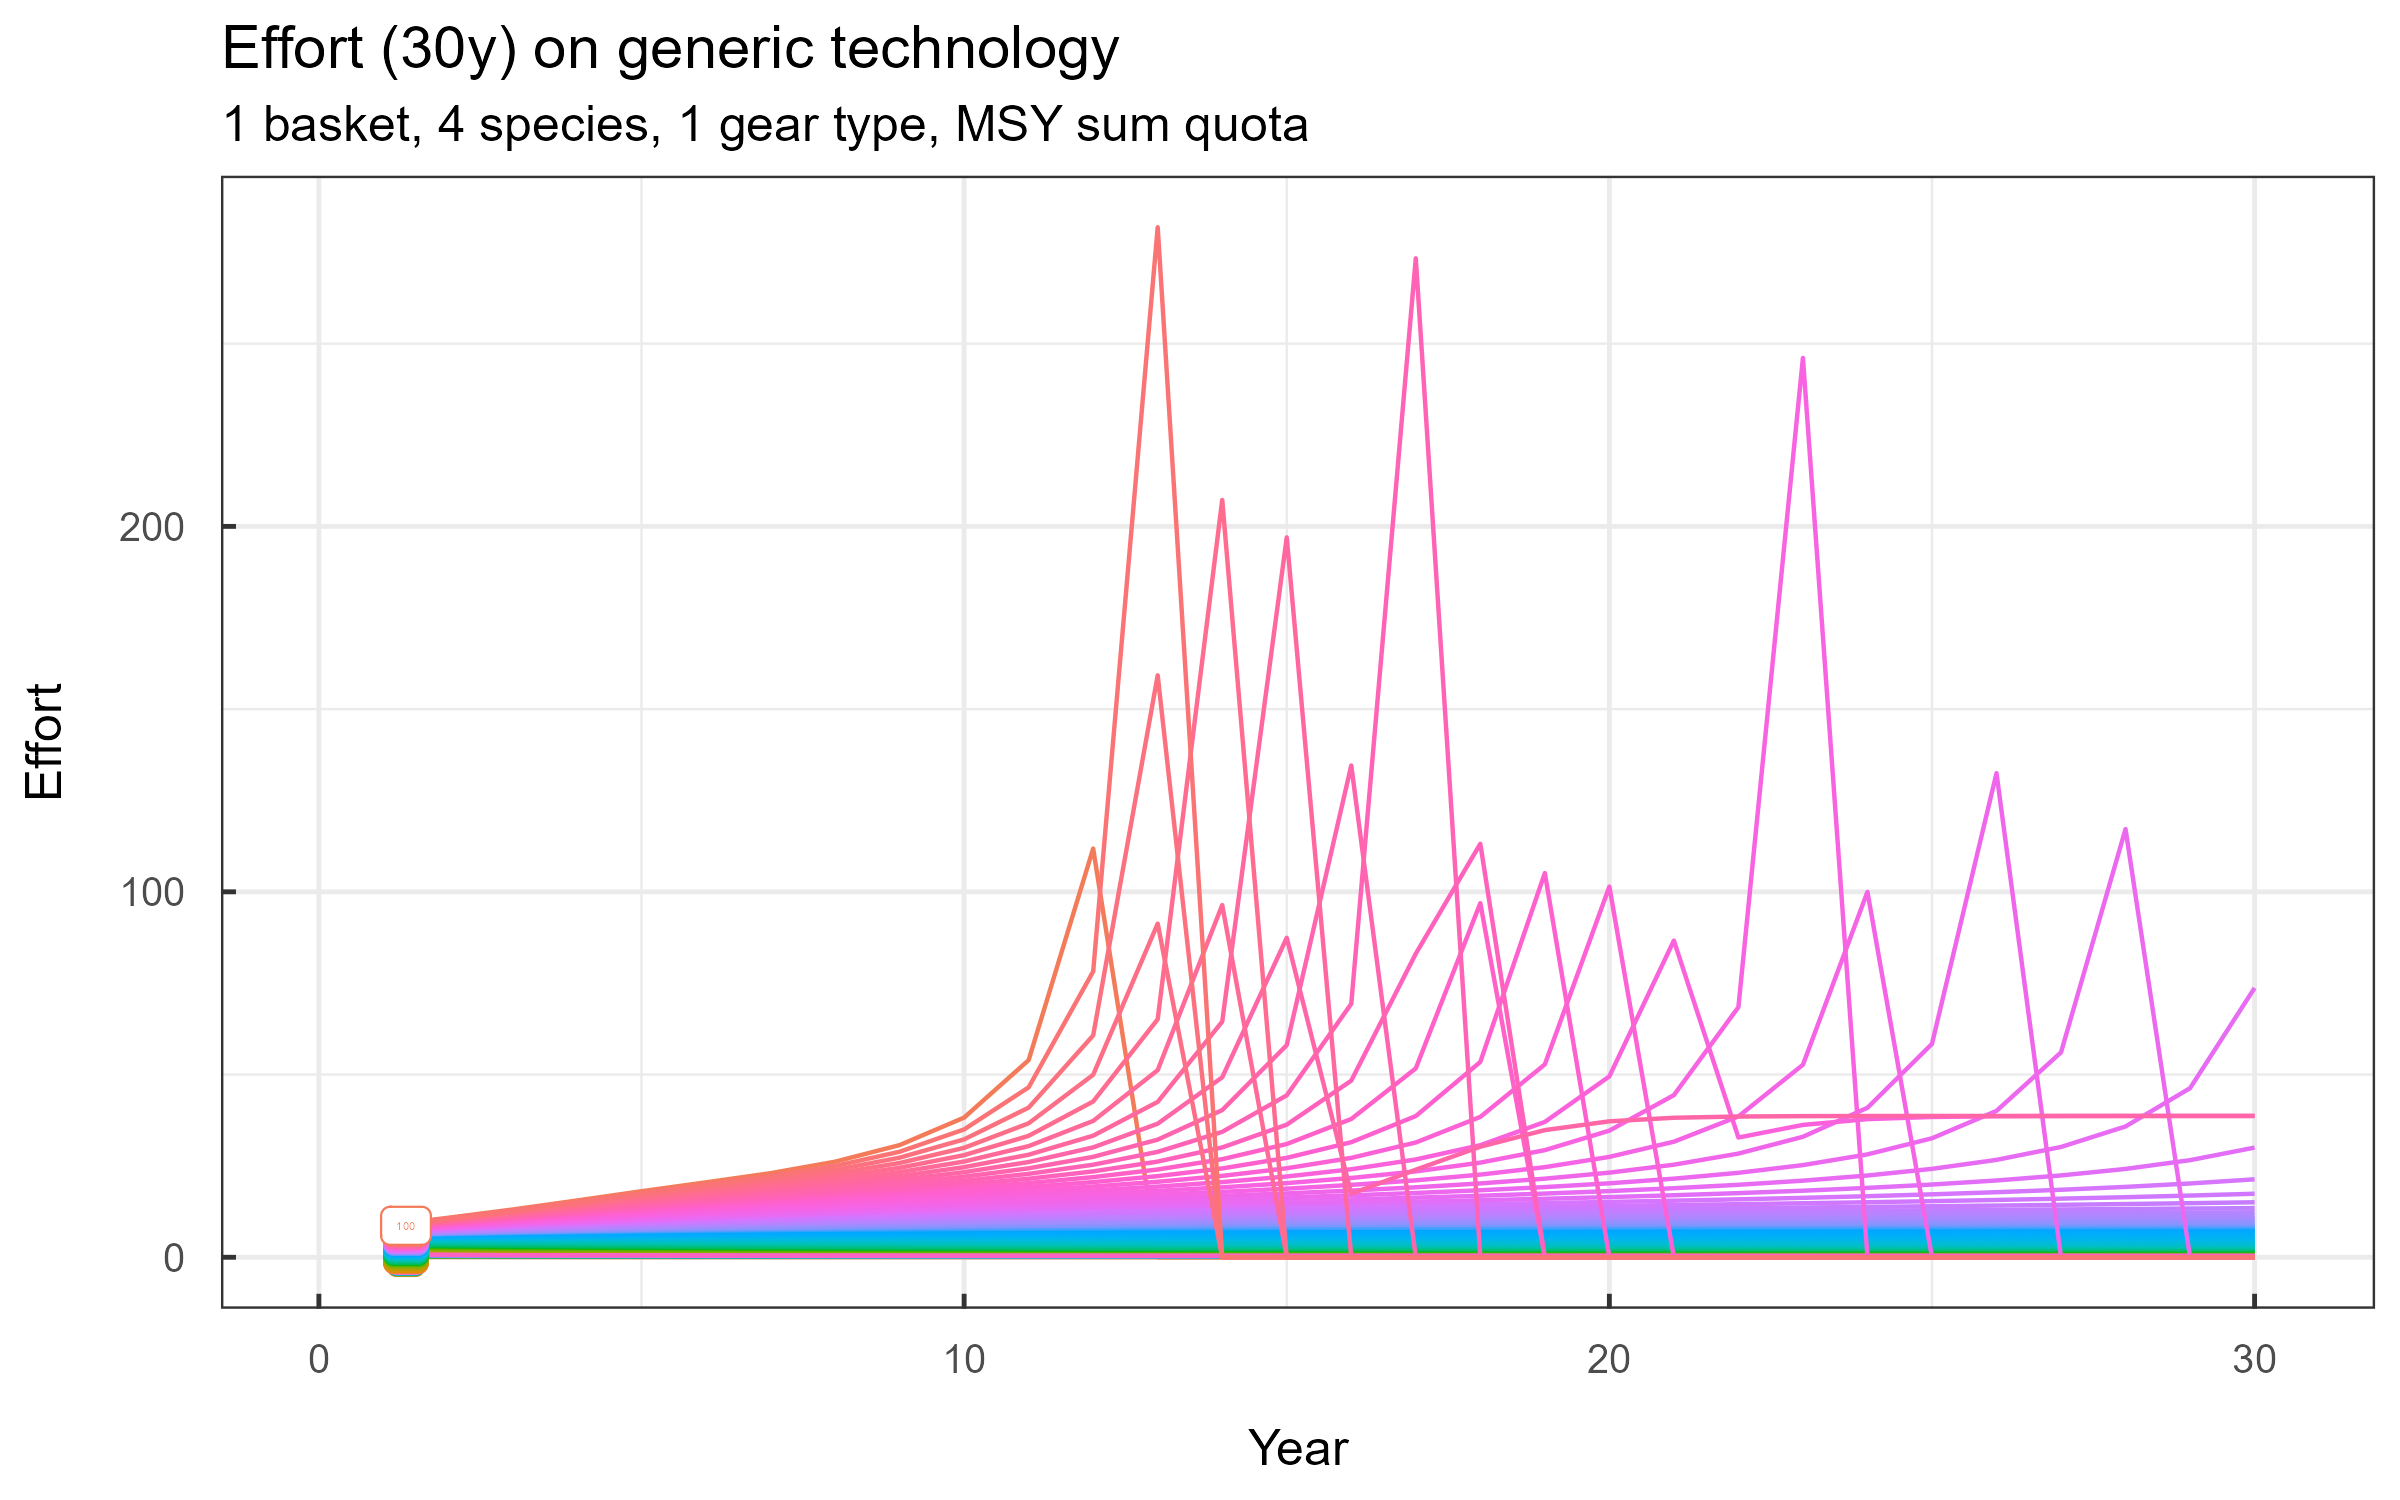 Effort (30y) on generic technology
1 basket, 4 species, 1 gear type, MSY sum quota
Effort
200
100
0
100
0
10
20
30
Year